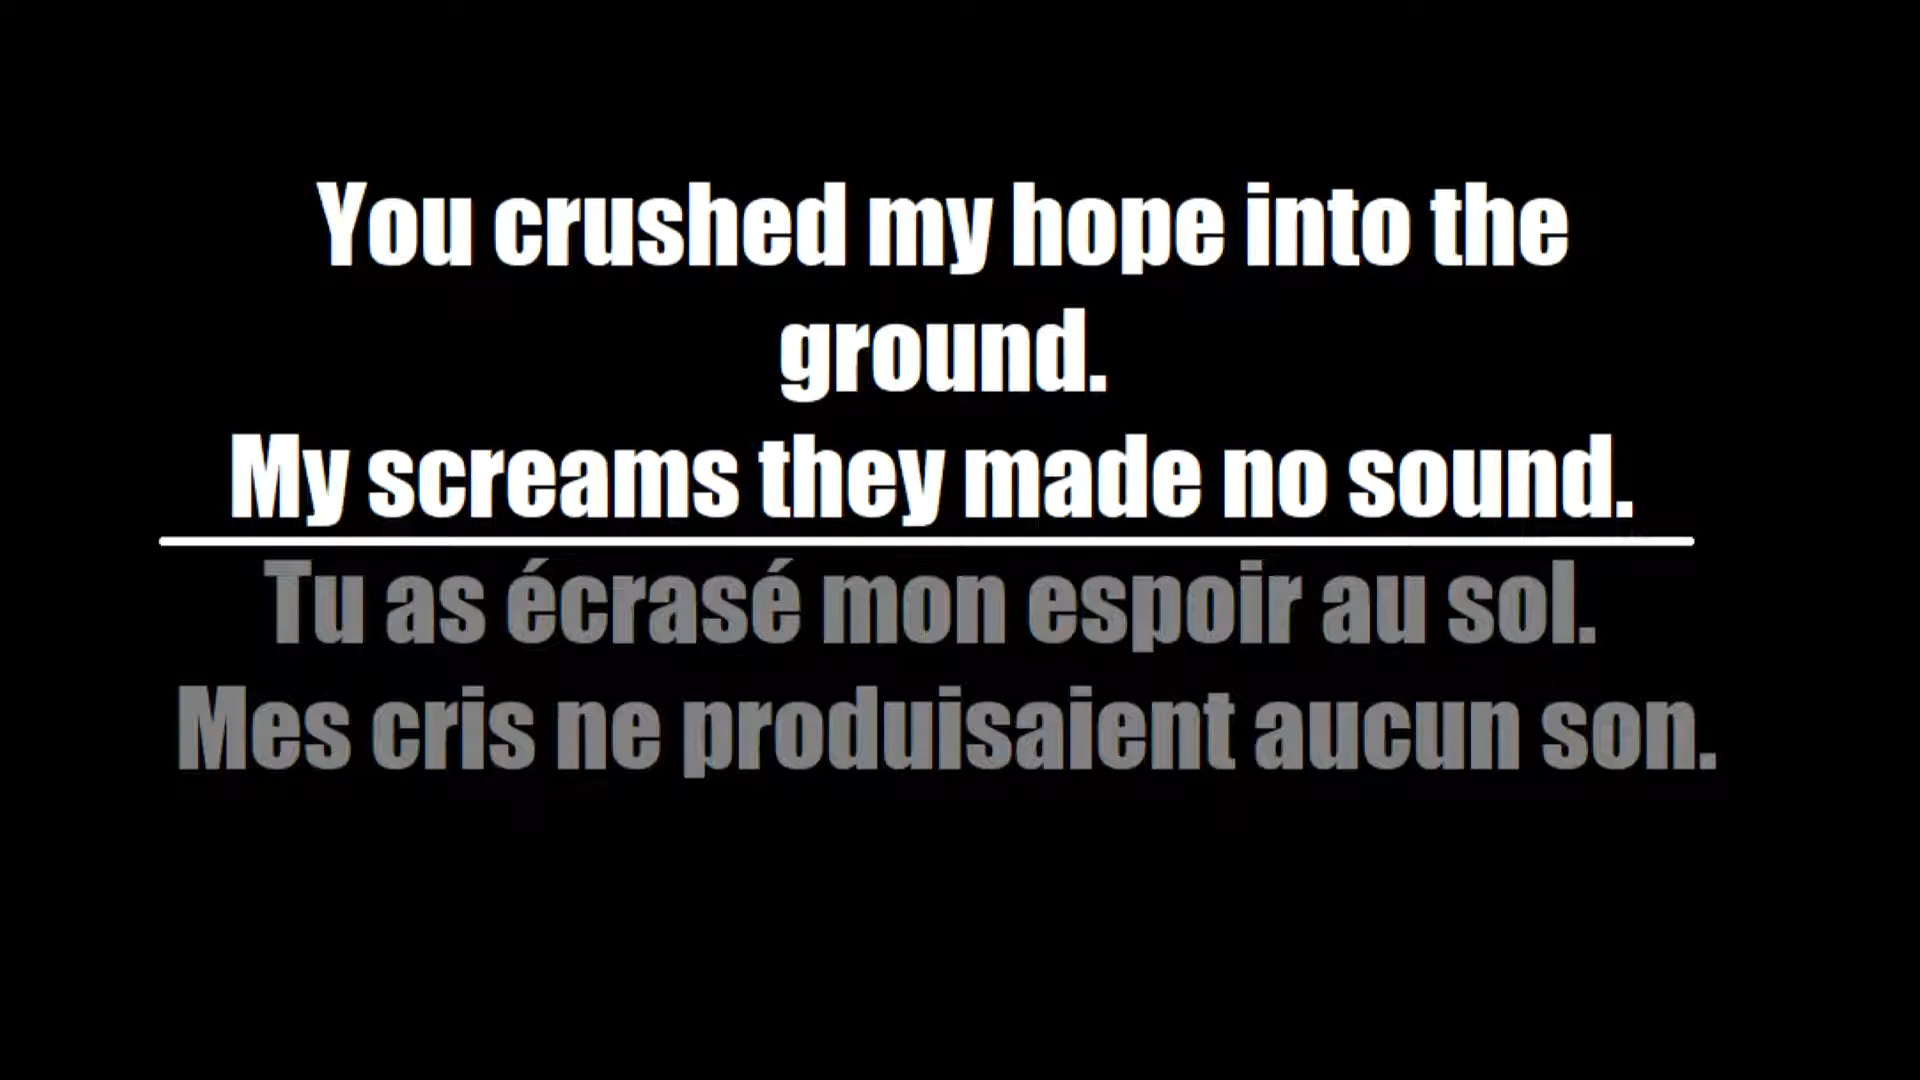 You crushed my hope into the
ground.
My screams they made no sound.
Tu as écrasé mon espoir au sol.
Mes cris ne produisaient aucun son.